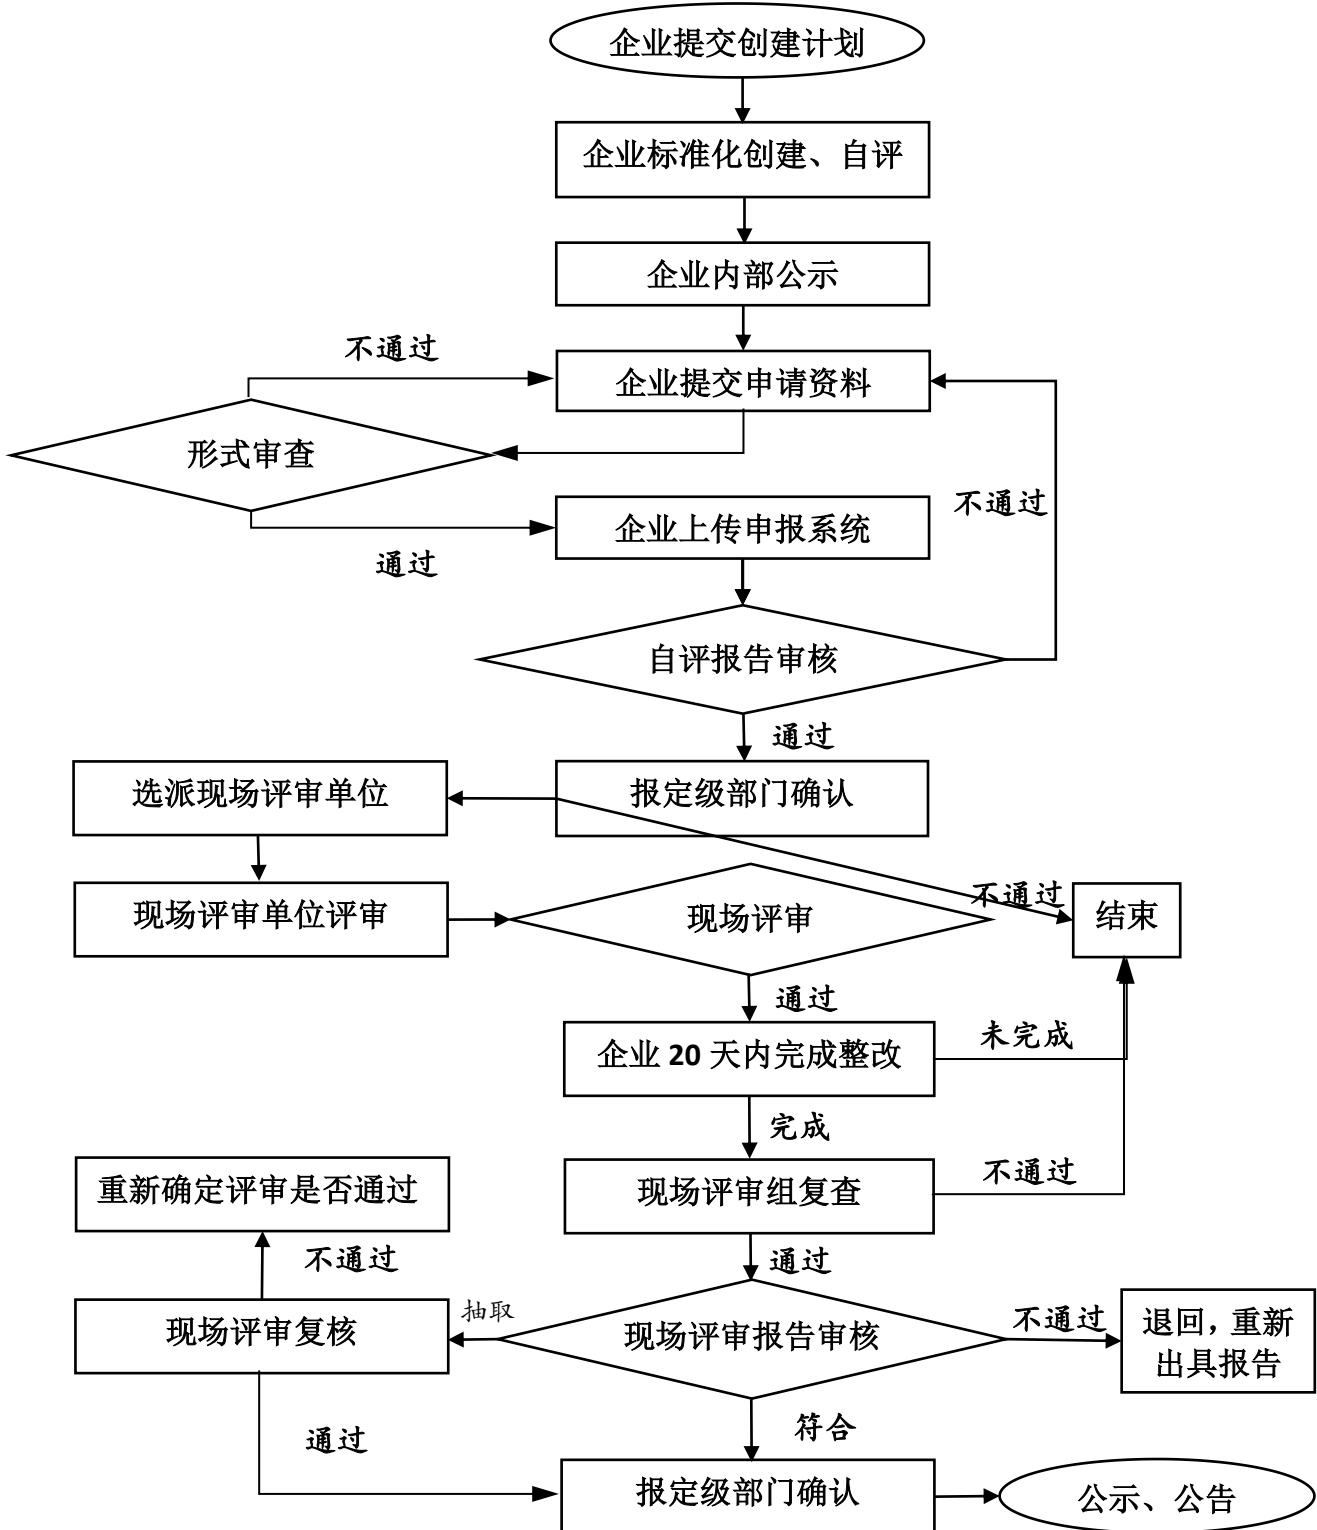 企业提交创建计划
企业标准化创建、自评
企业内部公示
不通过
企业提交申请资料
形式审查
不通过
企业上传申报系统
通过
自评报告审核
通过
选派现场评审单位
报定级部门确认
不通过
现场评审单位评审
现场评审
结束
通过
企业 20 天内完成整改
未完成
完成
不通过
重新确定评审是否通过
现场评审组复查
不通过
通过
抽取
不通过
现场评审复核
现场评审报告审核
退回，重新
出具报告
符合
通过
报定级部门确认
公示、公告